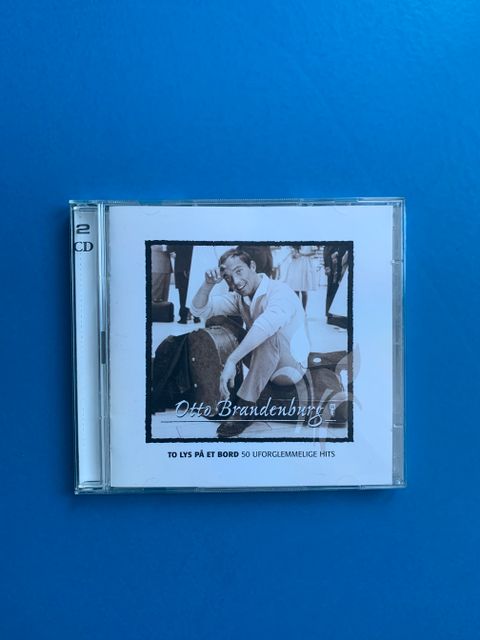 2
CD
Otto Brandenburg
TO LYS PÅ ET BORD 50 UFORGLEMMELIGE HITS